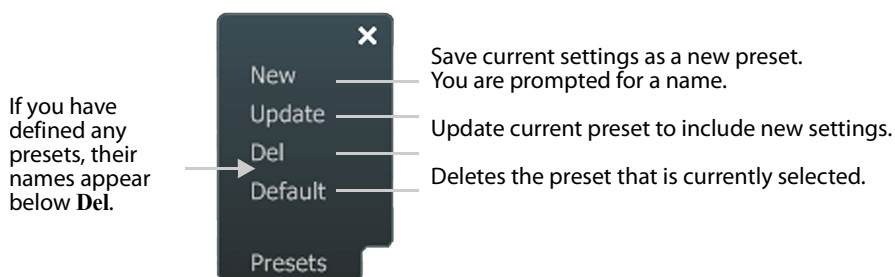 If you have
defined any
presets, their
names appear
below Del.
New
Update
Del
Default
Presets
Save current settings as a new preset.
You are prompted for a name.
Update current preset to include new settings.
Deletes the preset that is currently selected.